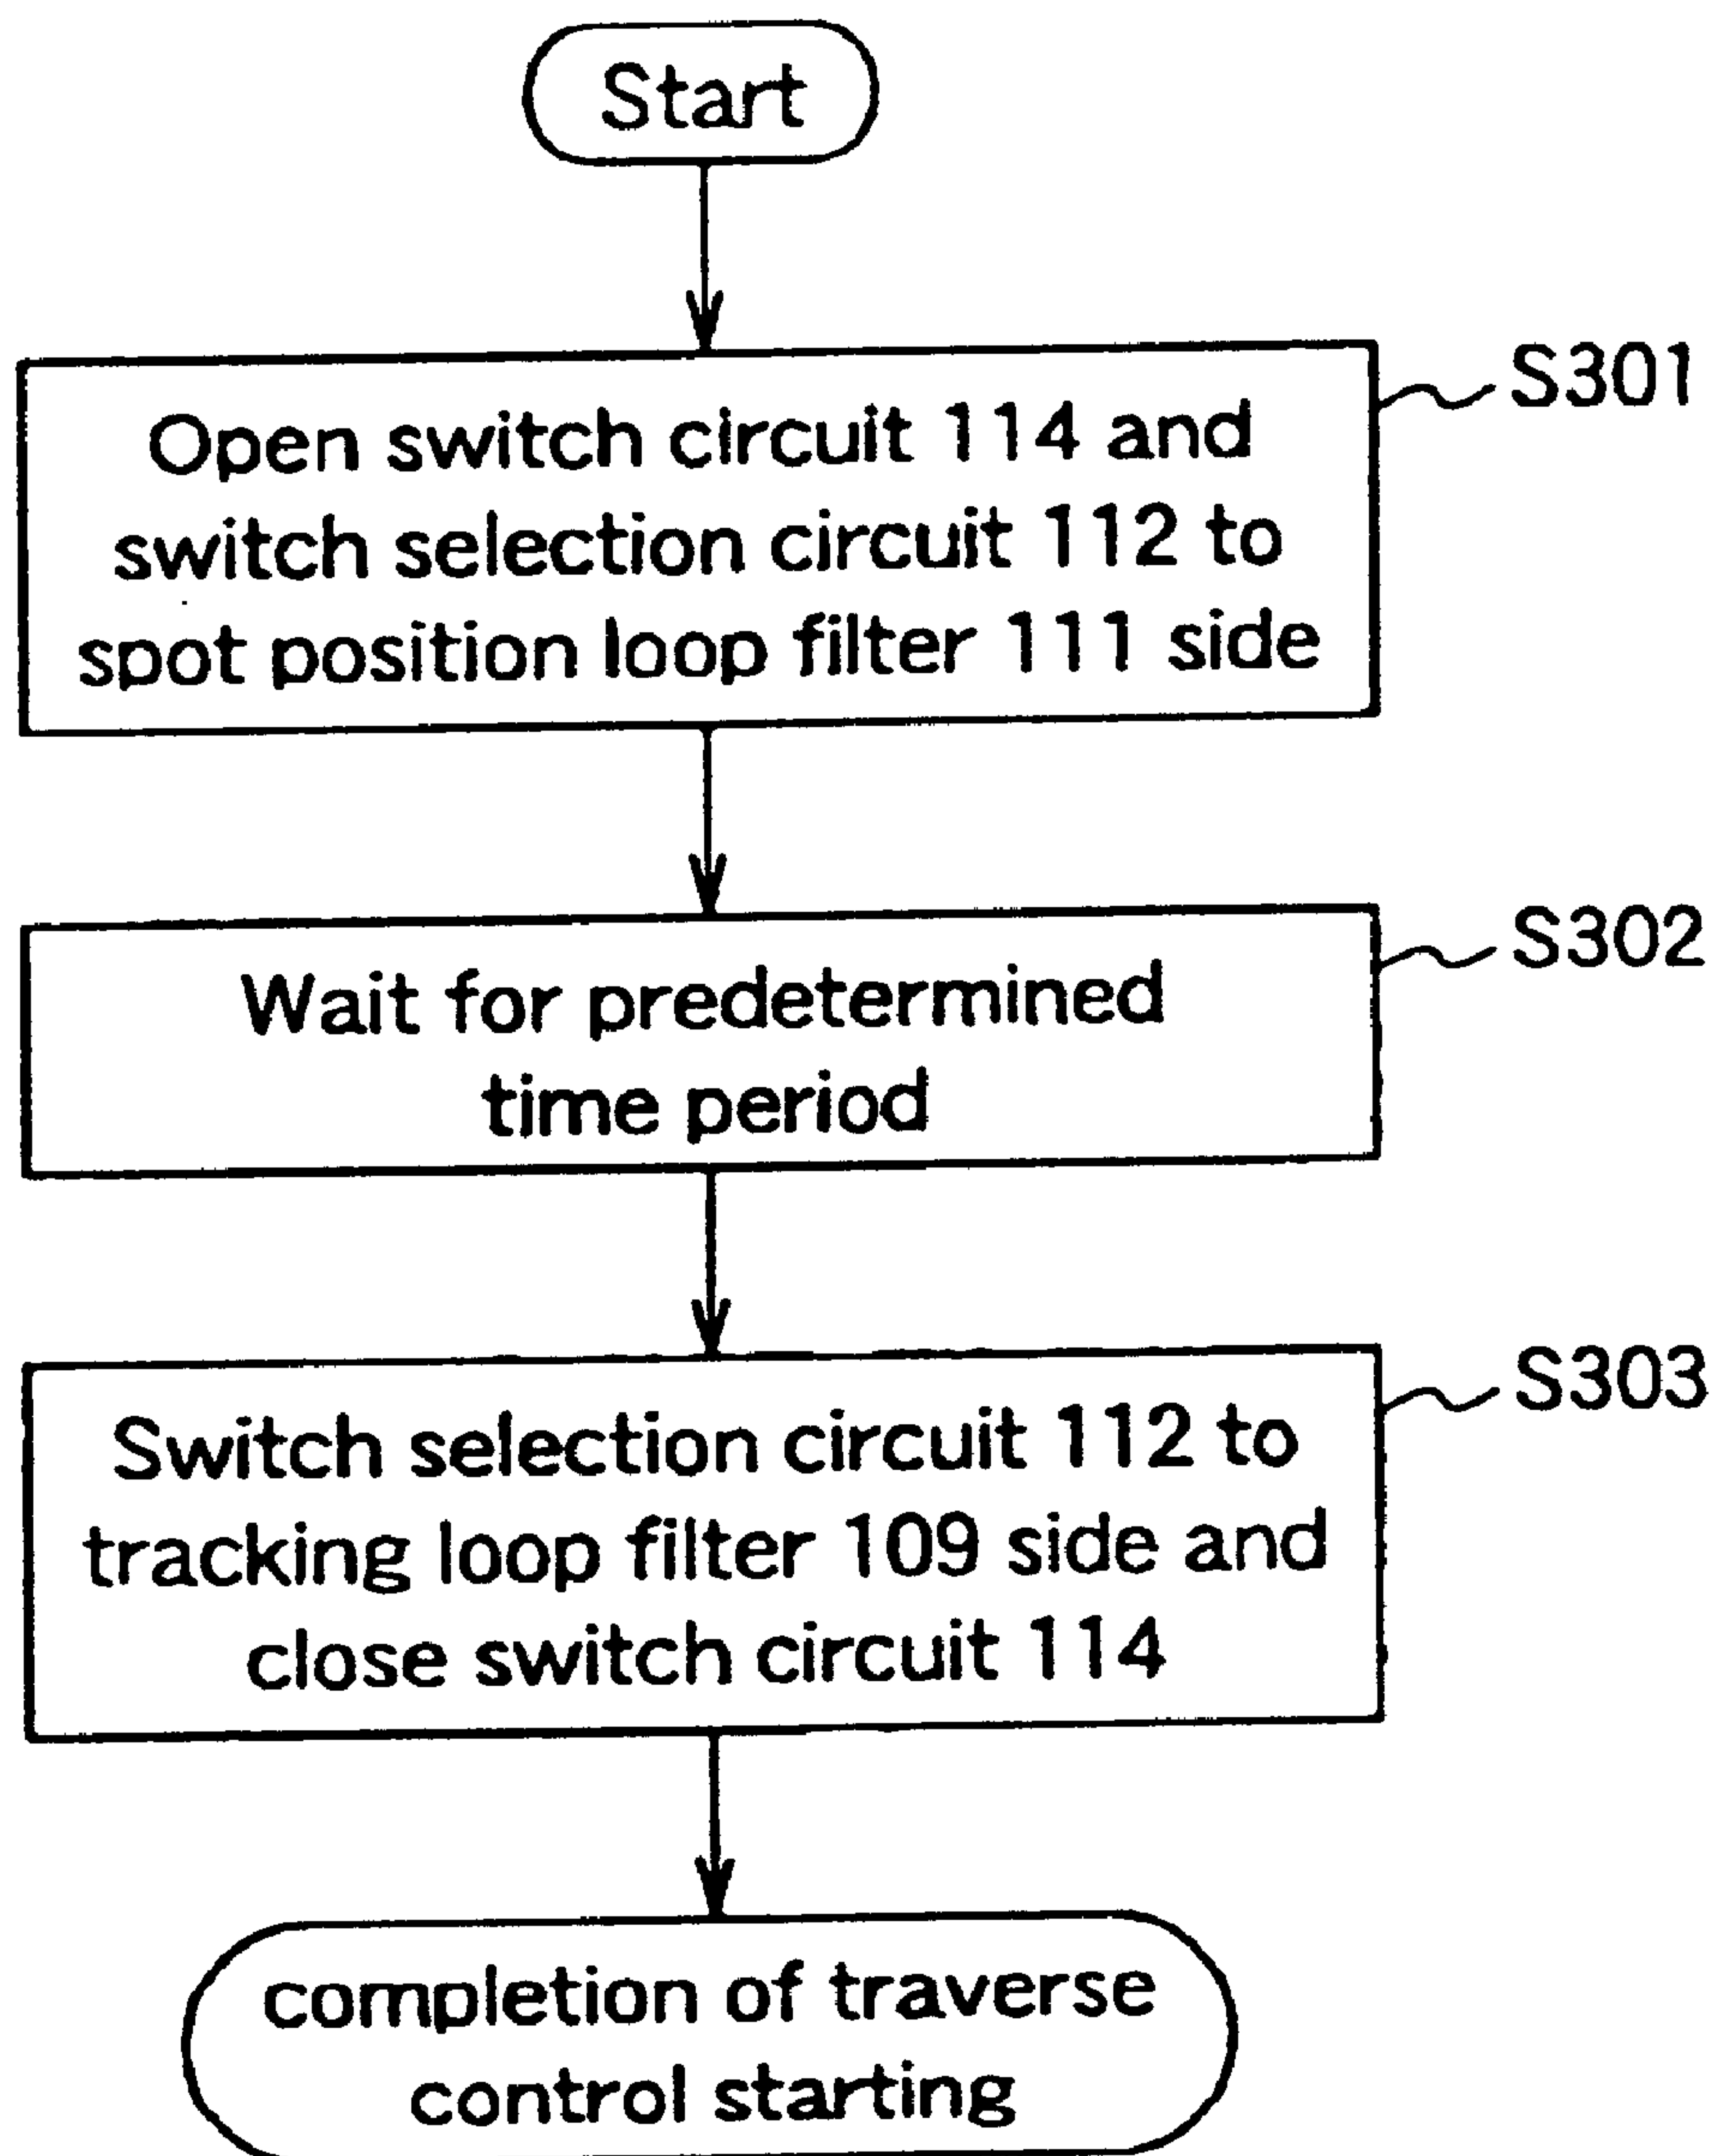 Start
S301
Open switch circuit 114 and
switch selection circuit 112 to
spot position loop filter 111 side
S302
Wait for predetermined
time period
S303
Switch selection circuit 112 to
tracking loop filter 109 side and
close switch circuit 114
completion of traverse
control starting